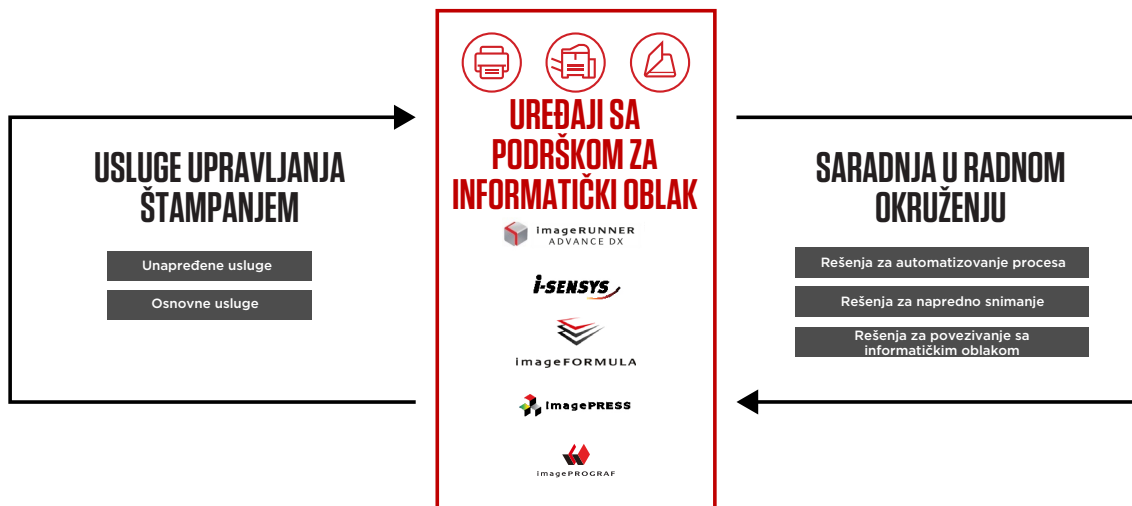 USLUGE UPRAVLJANJA
ŠTAMPANJEM
Unapređene usluge
Osnovne usluge
UREĐAJI SA
PODRŠKOM ZA
INFORMATIČKI OBLAK
imageRUNNER
ADVANCE DX
i-SENSYS
imageFORMULA
imagePRESS
imagePROGRAF
SARADNJA U RADNOM
OKRUŽENJU
Rešenja za automatizovanje procesa
Rešenja za napredno snimanje
Rešenja za povezivanje sa
informatičkim oblakom